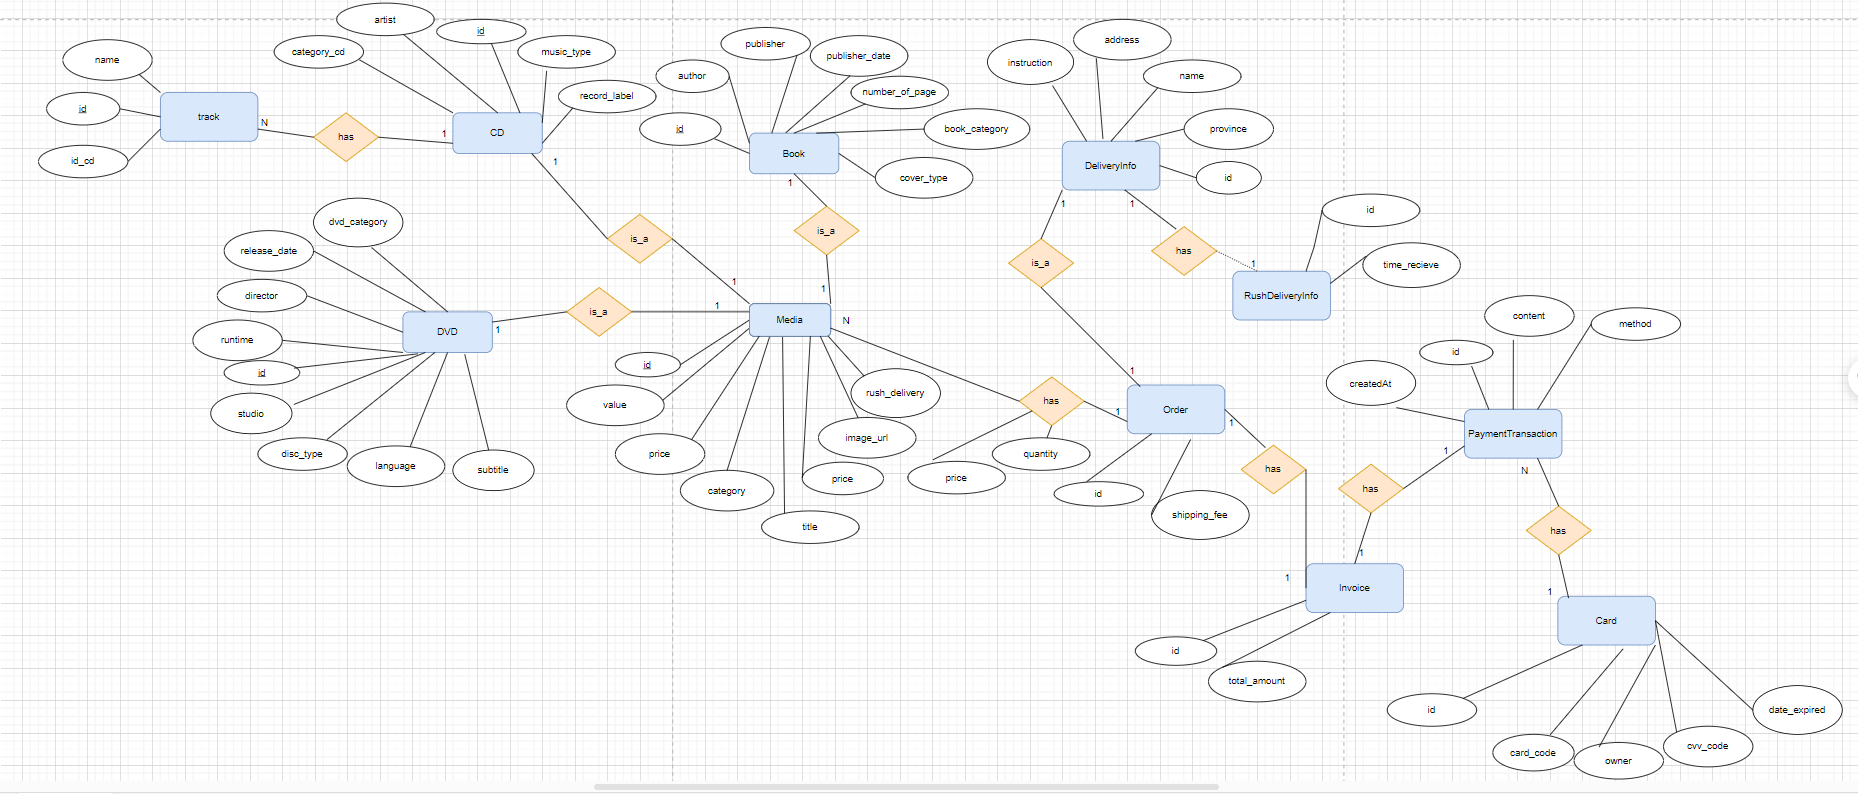 artist
id
category_cd
music_type
name
record_label
id
track
N
has
1
CD
id_cd
1
publisher
publisher_date
author
number_of_page
id
book_category
Book
cover_type
1
address
instruction
name
province
DeliveryInfo
id
1
1
id
has
is_a
1
time_recieve
RushDeliveryInfo
dvd_category
release_date
is_a
is_a
director
1
1
1
is_a
Media
N
runtime
DVD
1
id
studio
disc_type
language
subtitle
id
value
price
category
title
price
image_url
rush_delivery
has
price
quantity
1
1
Order
1
id
shipping_fee
has
content
method
id
createdAt
PaymentTransaction
1
N
has
has
1
1
Invoice
1
Card
id
total_amount
id
card_code
owner
cvv_code
date_expired